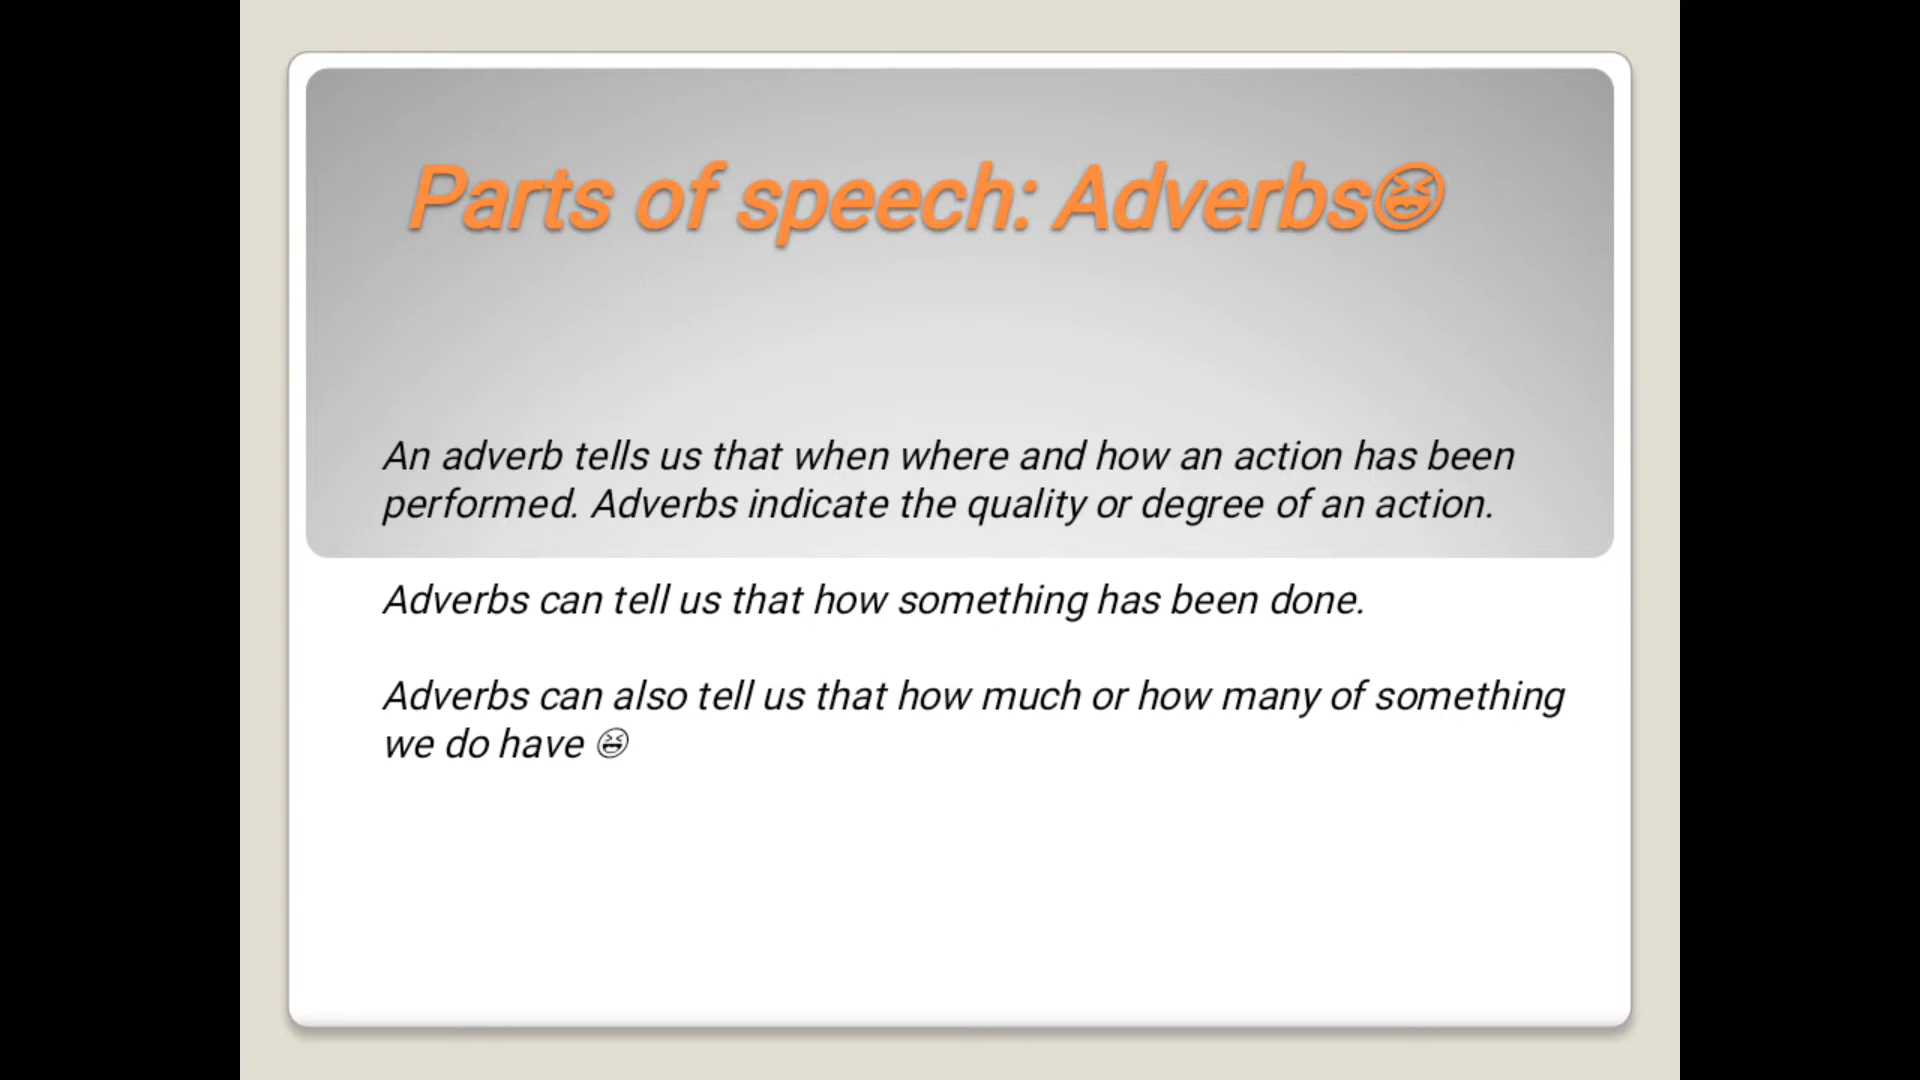 Parts of speech: Adverbs😆
An adverb tells us that when where and how an action has been
performed. Adverbs indicate the quality or degree of an action.
Adverbs can tell us that how something has been done.
Adverbs can also tell us that how much or how many of something
we do have 😆